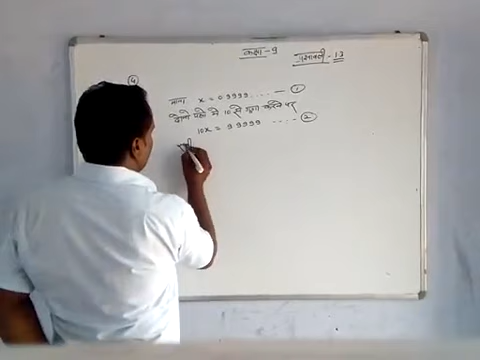 कक्षा - 9
प्रश्नावली - 1.3
4
माना x = 0.9999..... — 1
दोनों पक्षों में 10 से गुणा करने पर
10x = 9.9999 ..... 2